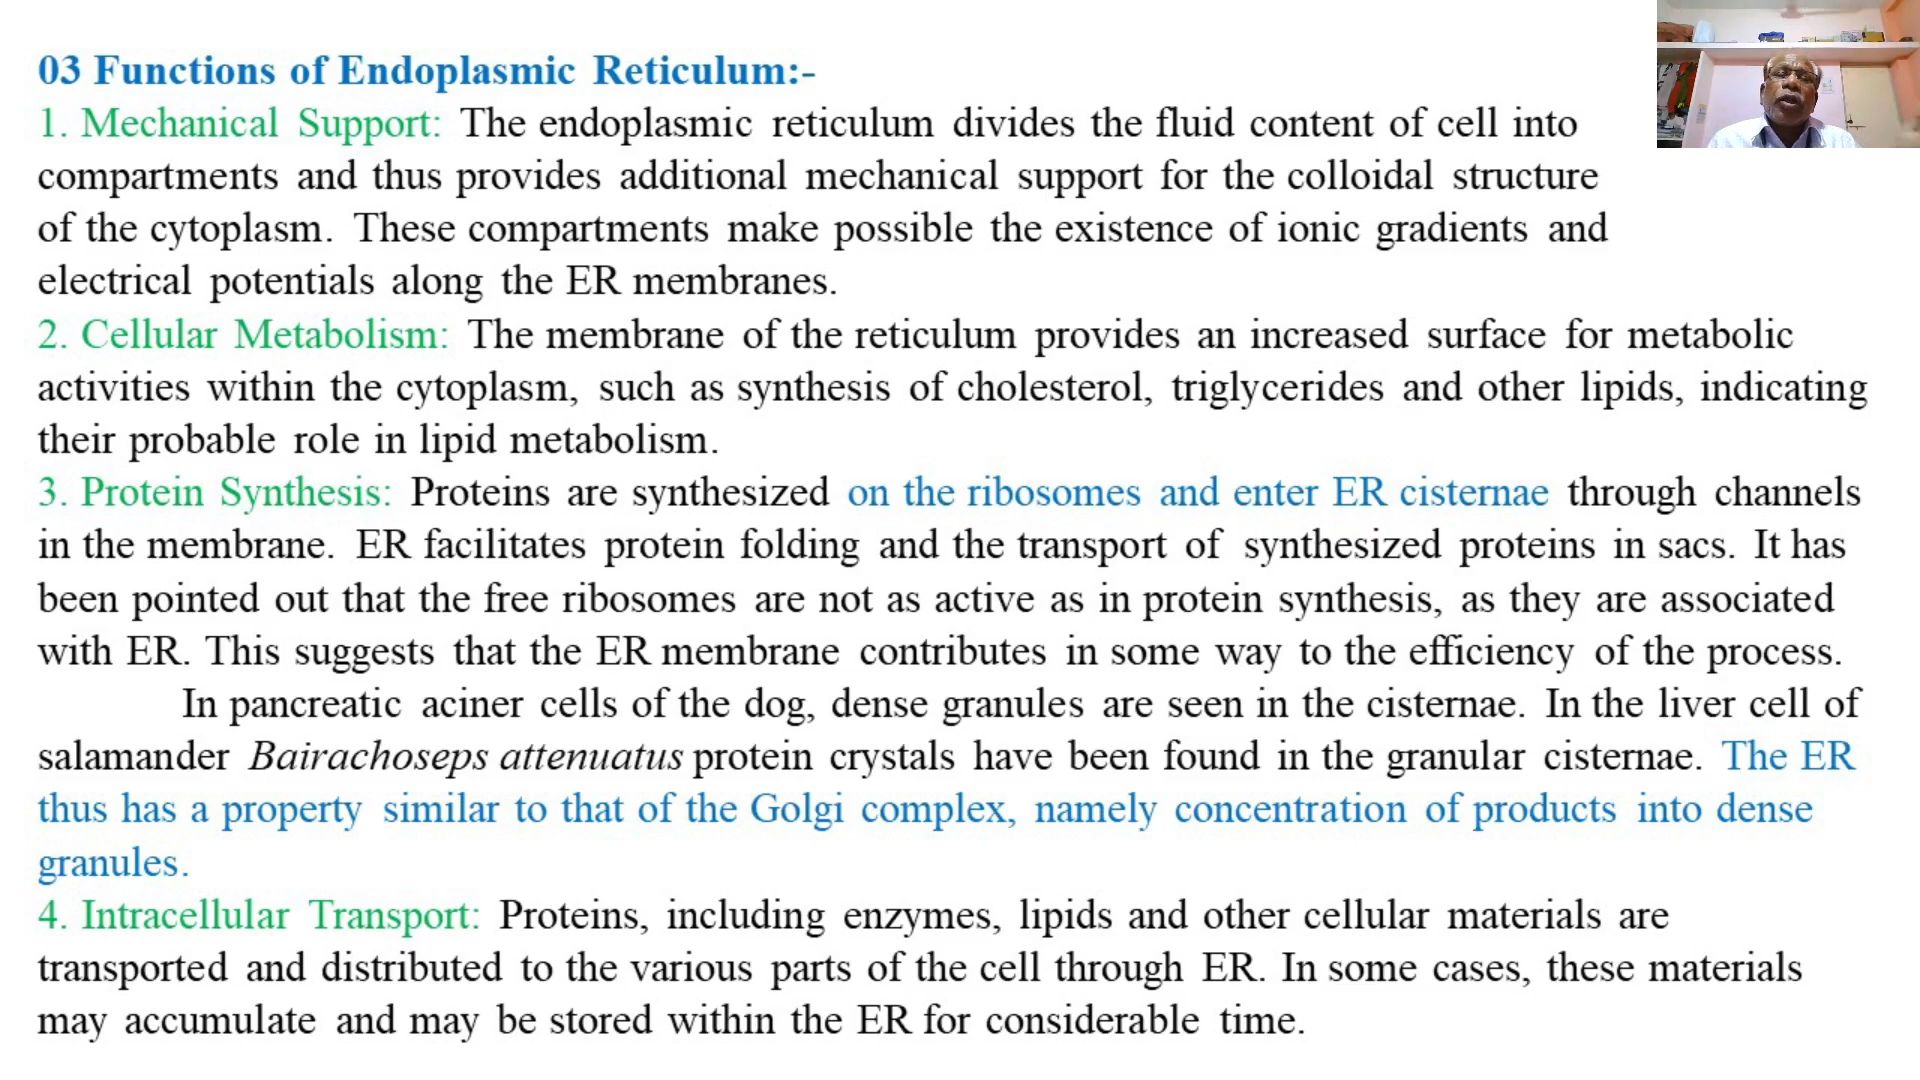 03 Functions of Endoplasmic Reticulum:-
1. Mechanical Support: The endoplasmic reticulum divides the fluid content of cell into
compartments and thus provides additional mechanical support for the colloidal structure
of the cytoplasm. These compartments make possible the existence of ionic gradients and
electrical potentials along the ER membranes.
2. Cellular Metabolism: The membrane of the reticulum provides an increased surface for metabolic
activities within the cytoplasm, such as synthesis of cholesterol, triglycerides and other lipids, indicating
their probable role in lipid metabolism.
3. Protein Synthesis: Proteins are synthesized on the ribosomes and enter ER cisternae through channels
in the membrane. ER facilitates protein folding and the transport of synthesized proteins in sacs. It has
been pointed out that the free ribosomes are not as active as in protein synthesis, as they are associated
with ER. This suggests that the ER membrane contributes in some way to the efficiency of the process.
In pancreatic aciner cells of the dog, dense granules are seen in the cisternae. In the liver cell of
salamander Bairachoseps attenuatus protein crystals have been found in the granular cisternae. The ER
thus has a property similar to that of the Golgi complex, namely concentration of products into dense
granules.
4. Intracellular Transport: Proteins, including enzymes, lipids and other cellular materials are
transported and distributed to the various parts of the cell through ER. In some cases, these materials
may accumulate and may be stored within the ER for considerable time.